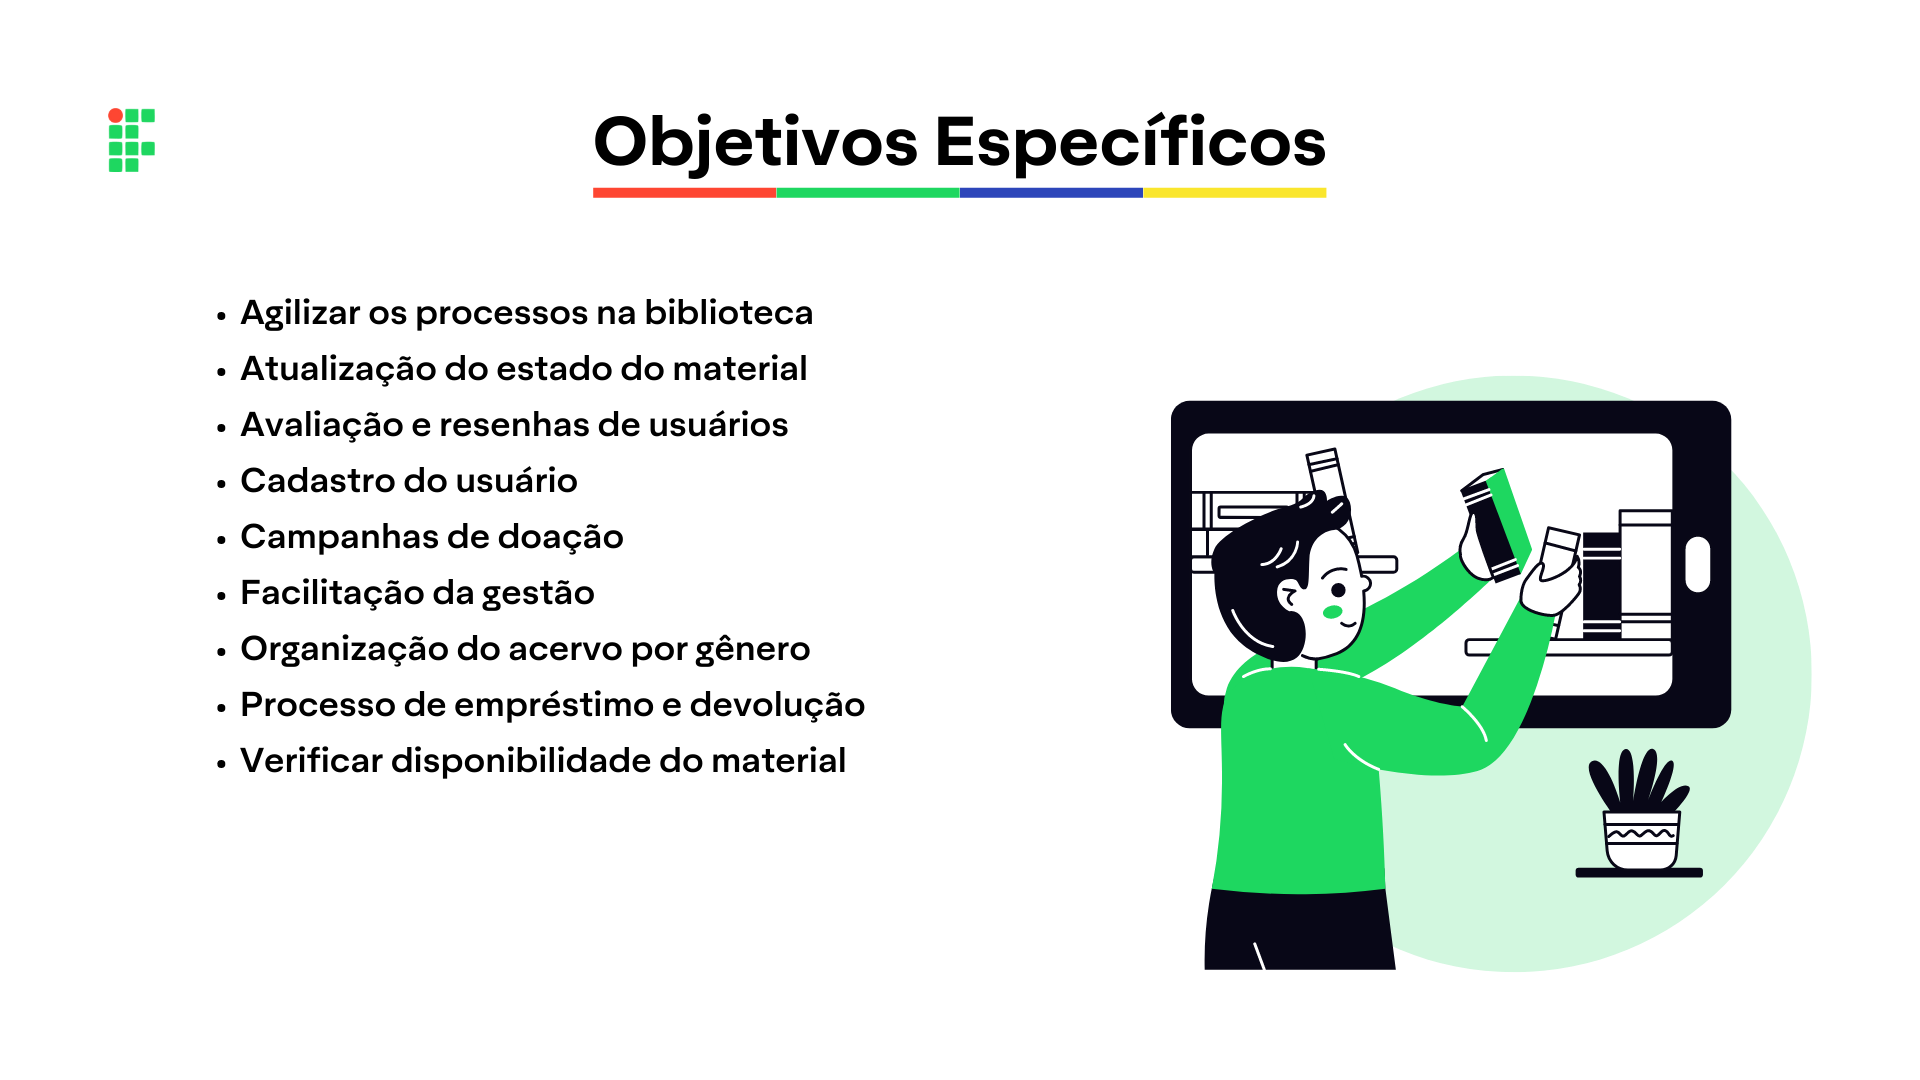 Objetivos Específicos
• Agilizar os processos na biblioteca
• Atualização do estado do material
• Avaliação e resenhas de usuários
• Cadastro do usuário
• Campanhas de doação
• Facilitação da gestão
• Organização do acervo por gênero
• Processo de empréstimo e devolução
• Verificar disponibilidade do material